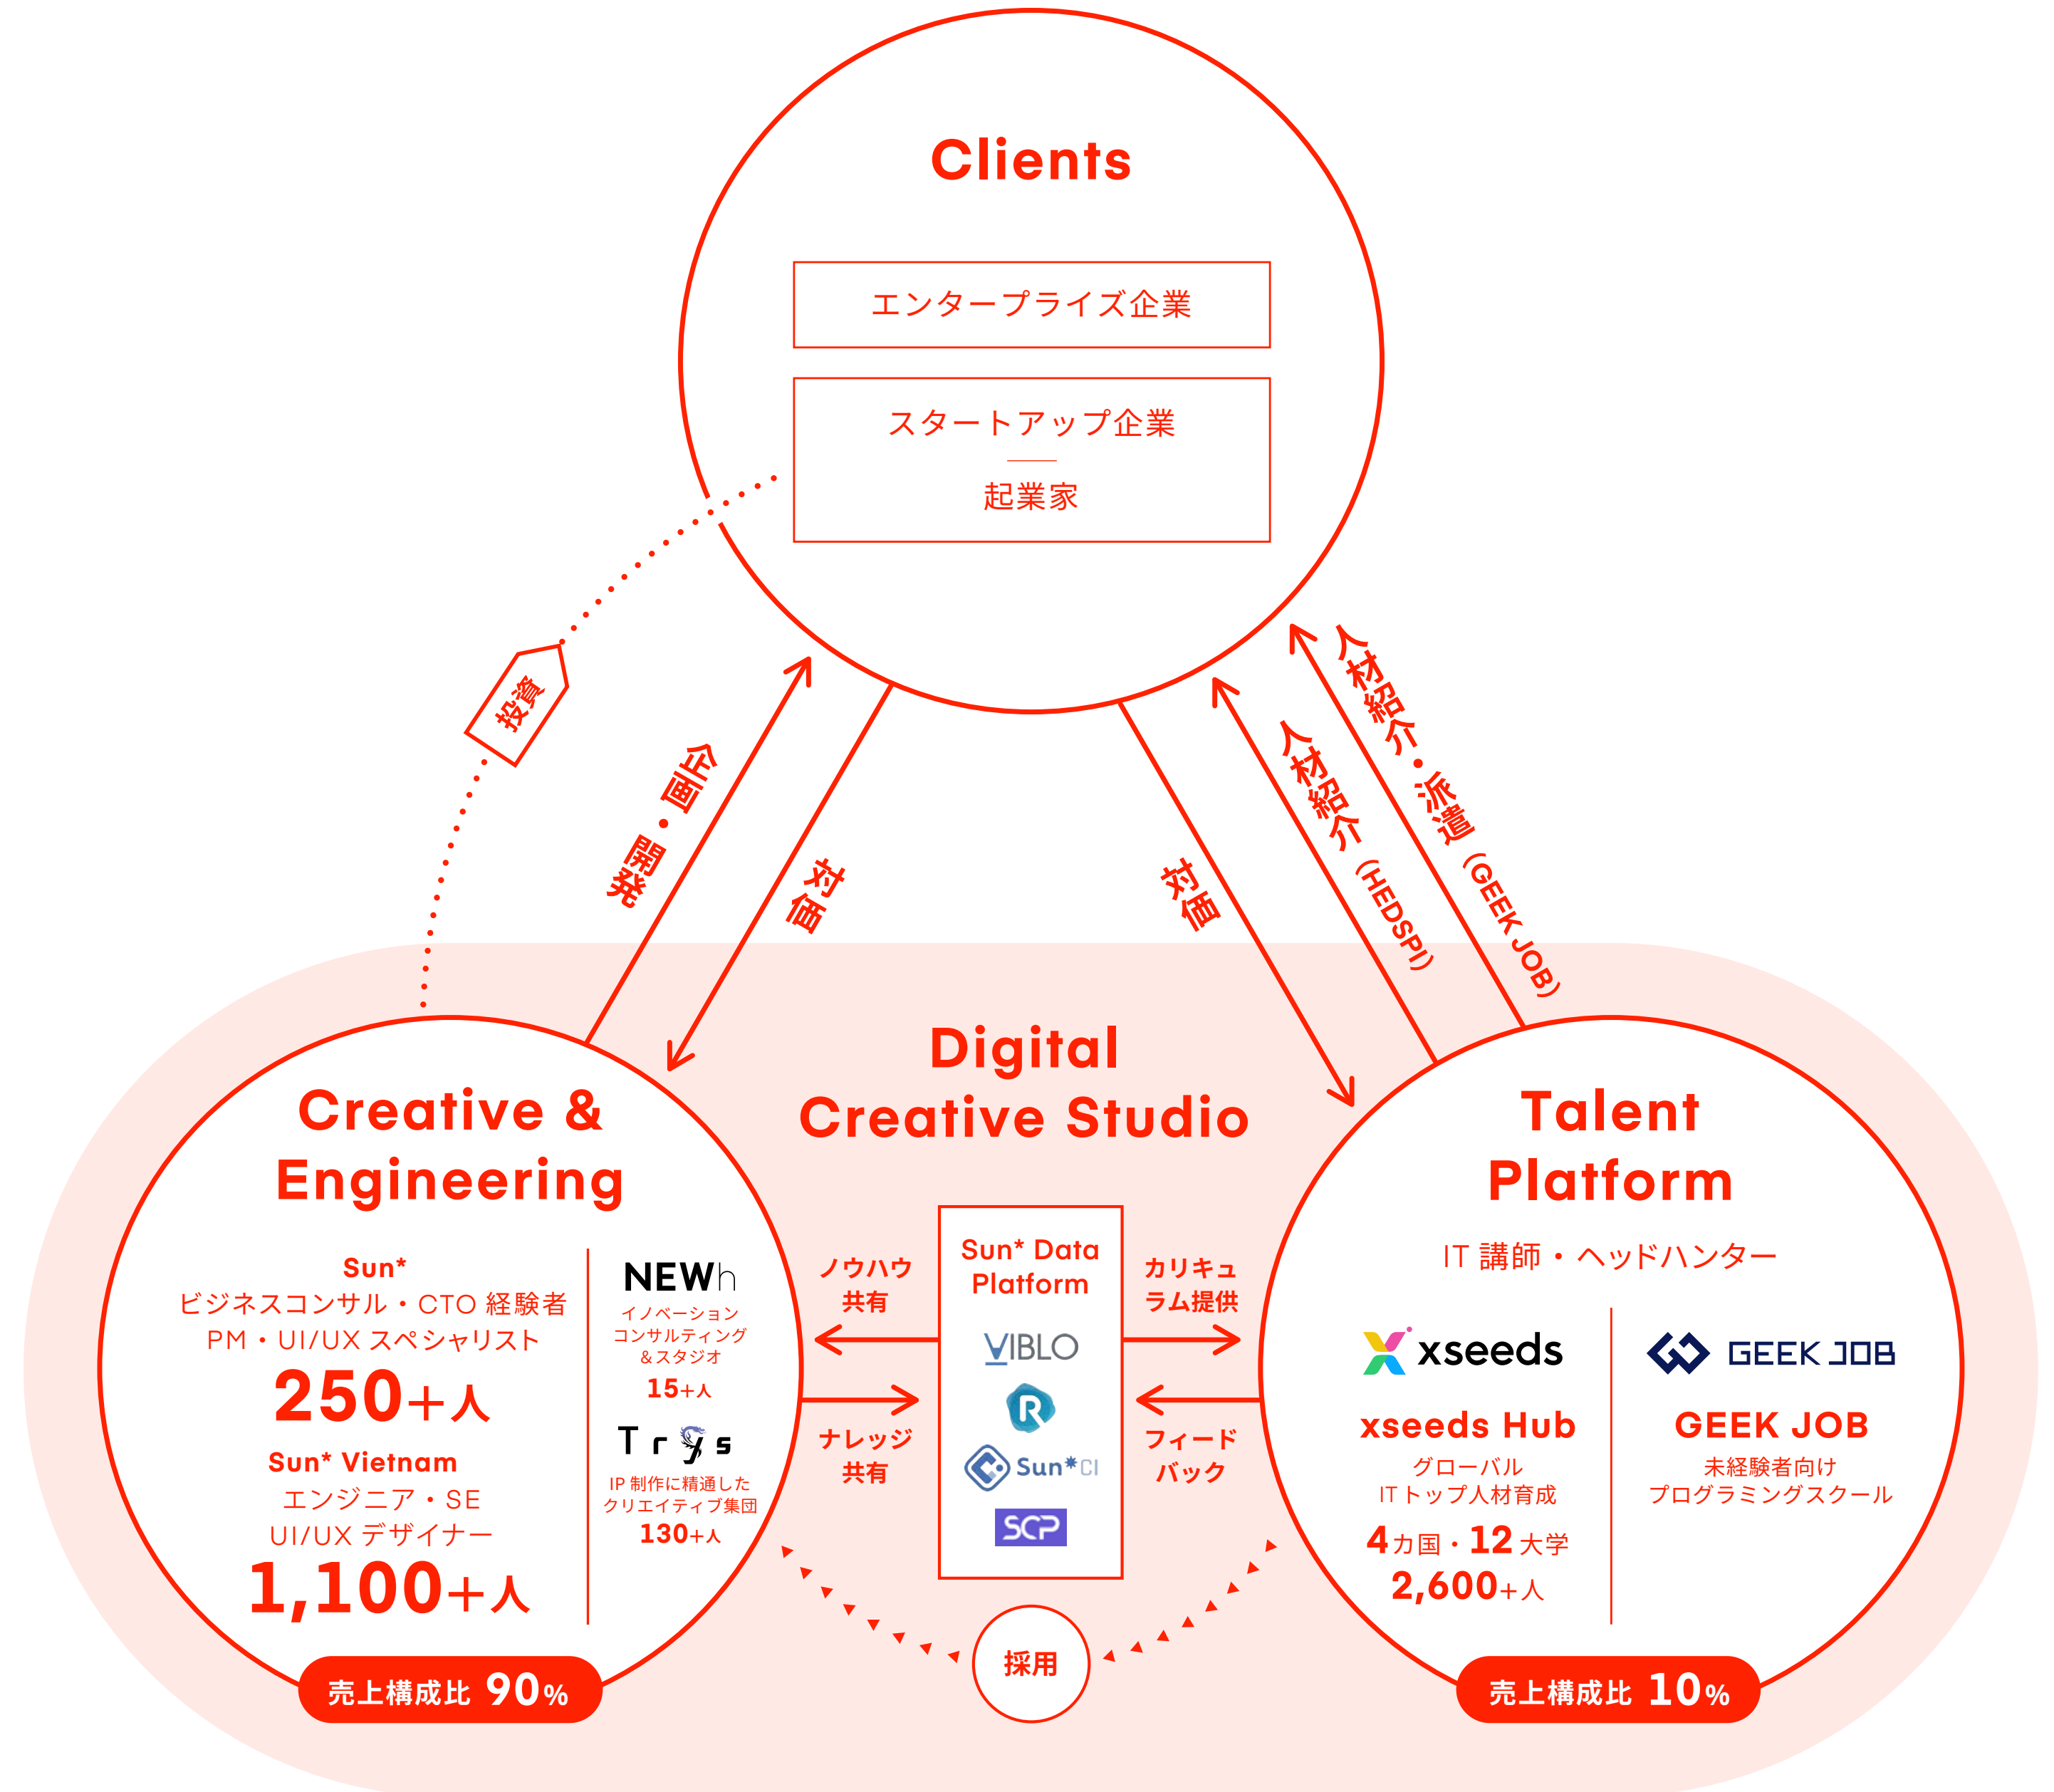 Clients
エンタープライズ企業
スタートアップ企業
起業家
投資
企画・開発
対価
対価
人材紹介（HEDSPI）
人材紹介・派遣（GEEK JOB）
Digital
Creative Studio
Creative &
Engineering
Sun*
ビジネスコンサル・CTO 経験者
PM・UI/UX スペシャリスト
250+人
Sun* Vietnam
エンジニア・SE
UI/UX デザイナー
1,100+人
NEWh
イノベーション
コンサルティング
＆スタジオ
15+人
Trys
IP 制作に精通した
クリエイティブ集団
130+人
売上構成比 90%
ノウハウ
共有
ナレッジ
共有
Sun* Data
Platform
VIBLO
R
Sun*CI
SCP
カリキュ
ラム提供
フィード
バック
採用
Talent
Platform
IT 講師・ヘッドハンター
xseeds
xseeds Hub
グローバル
IT トップ人材育成
4カ国・12 大学
2,600+人
GEEK JOB
GEEK JOB
未経験者向け
プログラミングスクール
売上構成比 10%